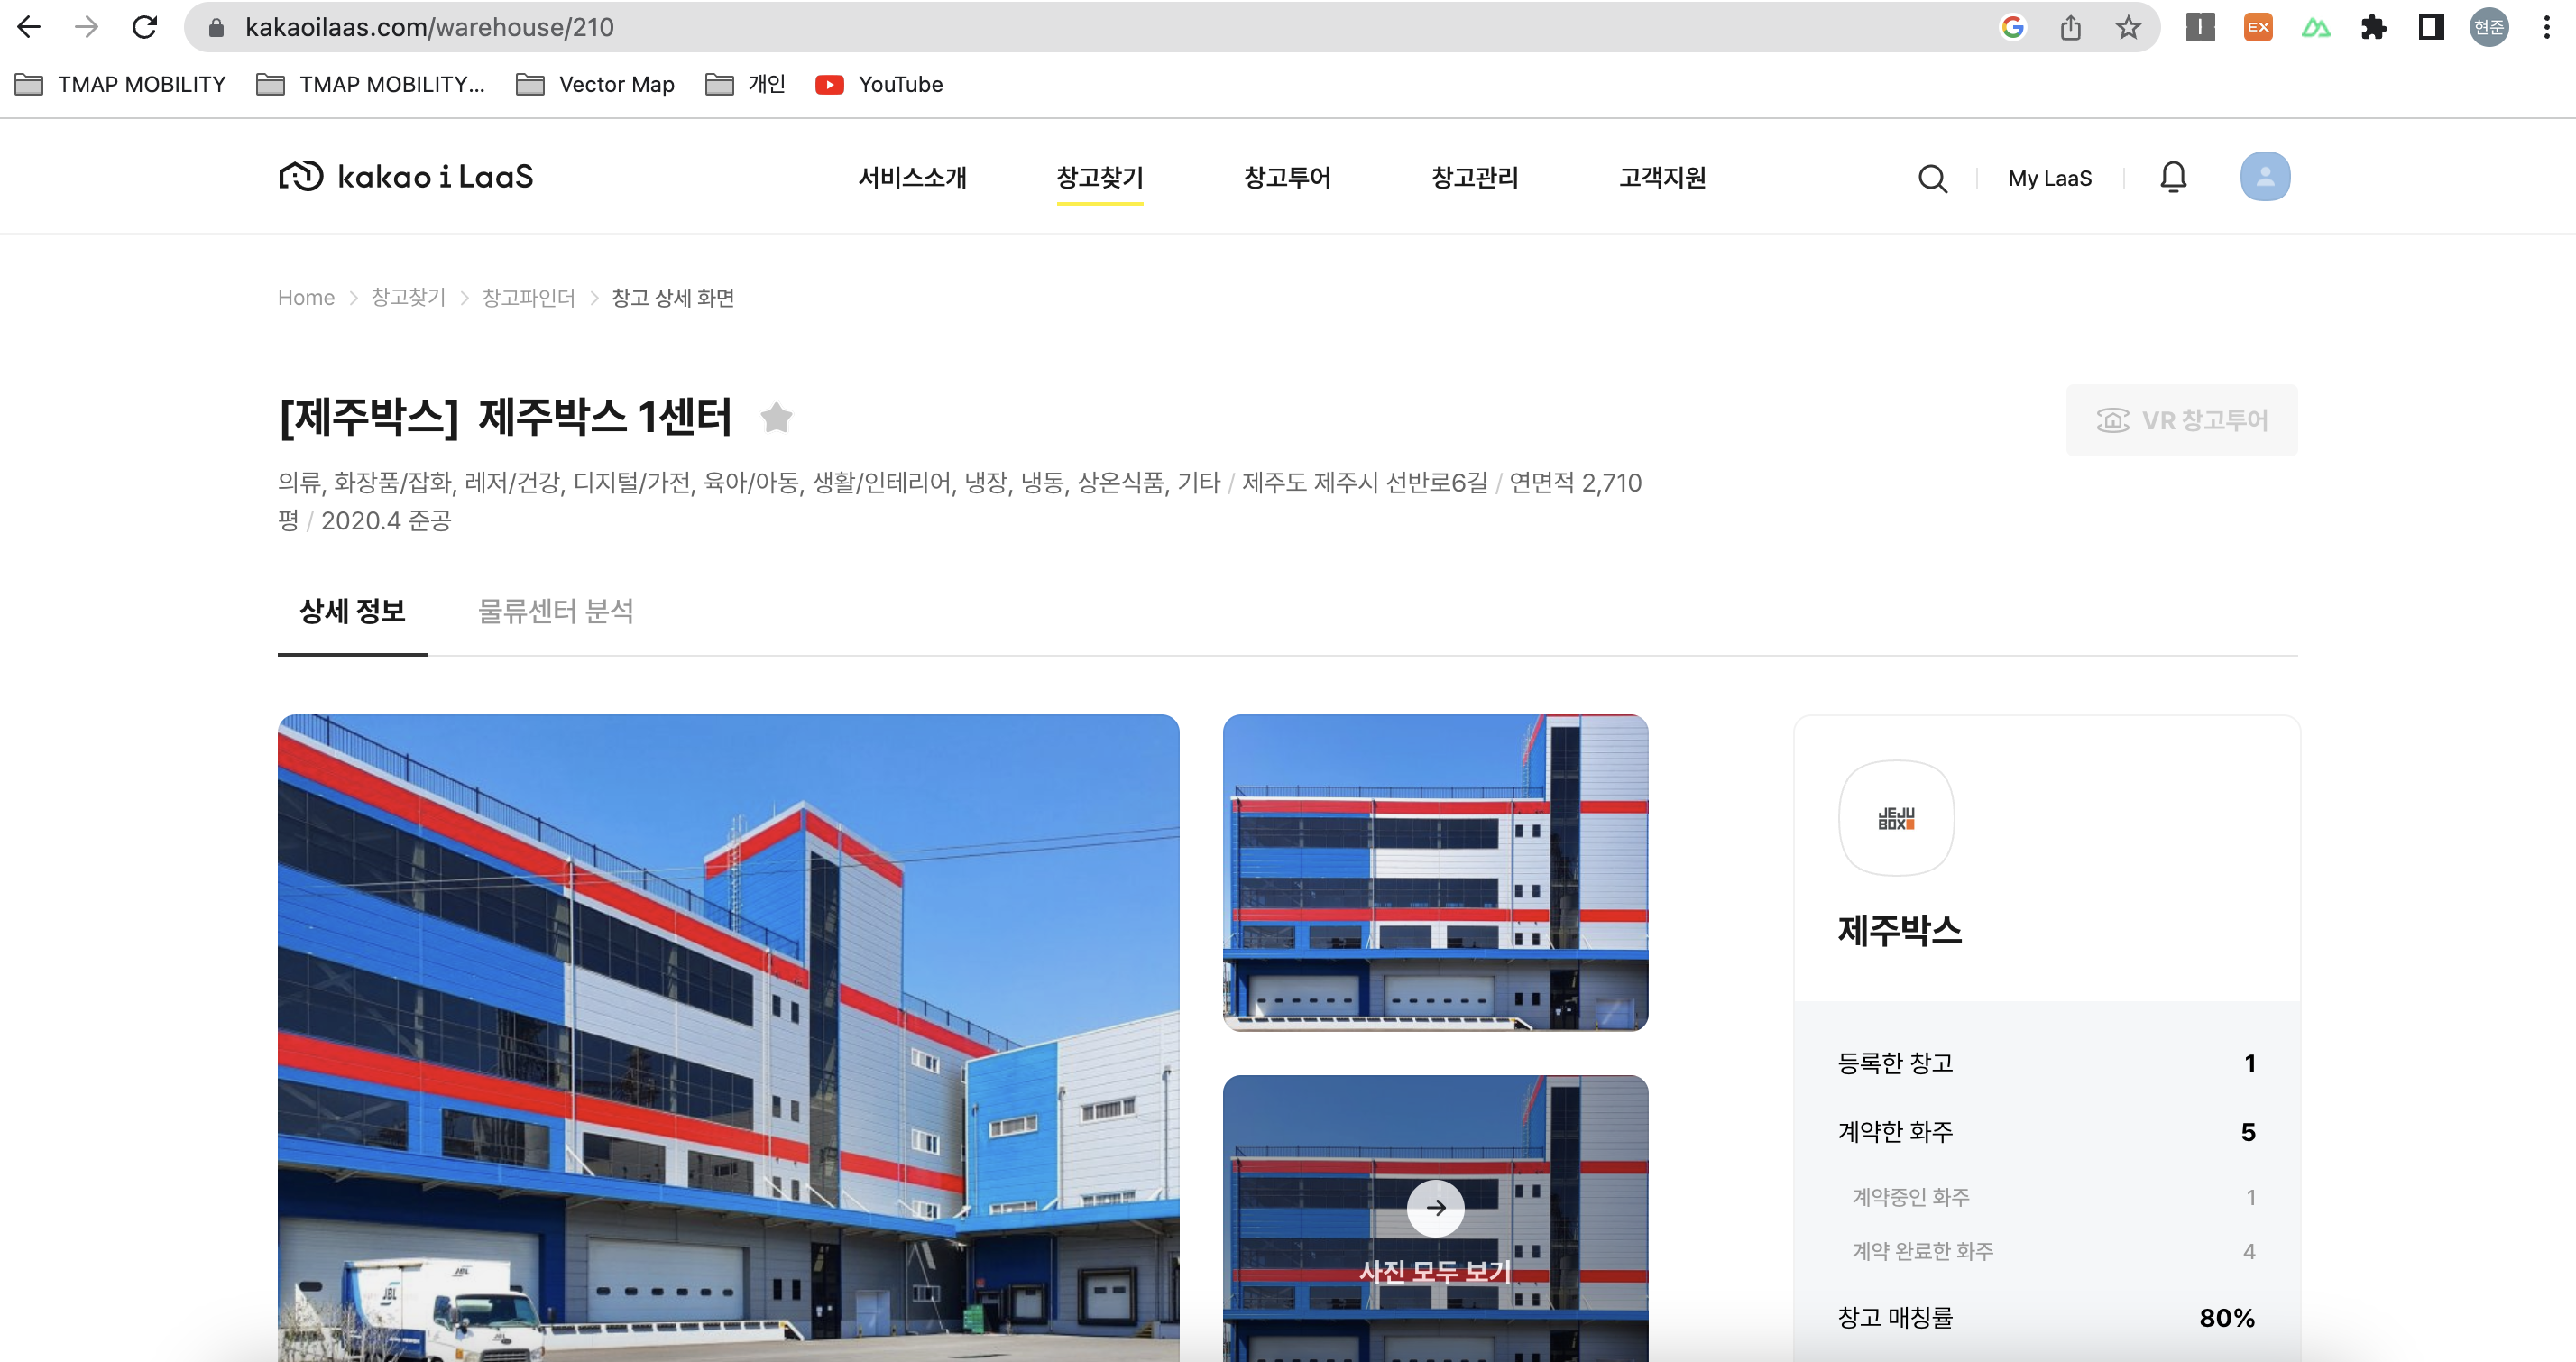 kakaoilaas.com/warehouse/210
EX
현준
TMAP MOBILITY
TMAP MOBILITY...
Vector Map
개인
YouTube
kakao i LaaS
서비스소개
창고찾기
창고투어
창고관리
고객지원
My LaaS
Home > 창고찾기 > 창고파인더 > 창고 상세 화면
[제주박스] 제주박스 1센터
VR 창고투어
의류, 화장품/잡화, 레저/건강, 디지털/가전, 육아/아동, 생활/인테리어, 냉장, 냉동, 상온식품, 기타 / 제주도 제주시 선반로6길 / 연면적 2,710
평 / 2020.4 준공
상세 정보
물류센터 분석
JBL
JBL
JBL
사진 모두 보기
JEJU
BOX
제주박스
등록한 창고 1
계약한 화주 5
계약중인 화주 1
계약 완료한 화주 4
창고 매칭률 80%